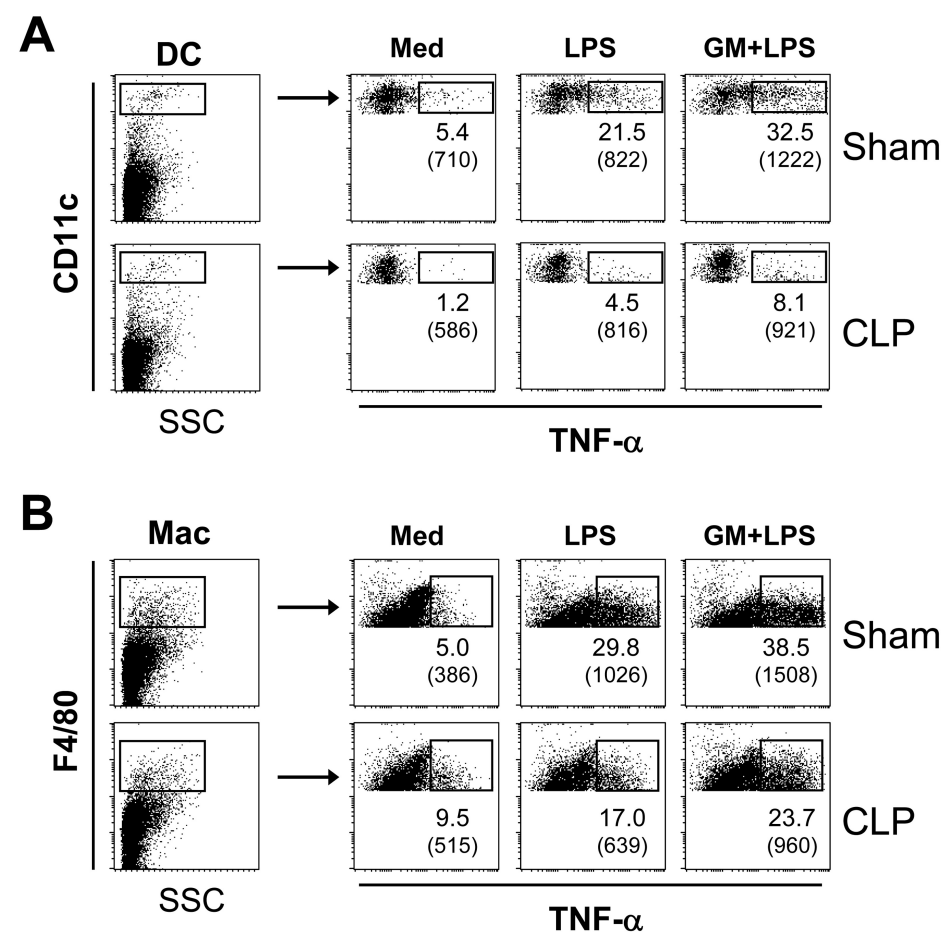 A
DC
Med
LPS
GM+LPS
CD11c
5.4
(710)
21.5
(822)
32.5
(1222)
Sham
1.2
(586)
4.5
(816)
8.1
(921)
CLP
SSC
TNF-α
B
Mac
Med
LPS
GM+LPS
F4/80
5.0
(386)
29.8
(1026)
38.5
(1508)
Sham
9.5
(515)
17.0
(639)
23.7
(960)
CLP
SSC
TNF-α